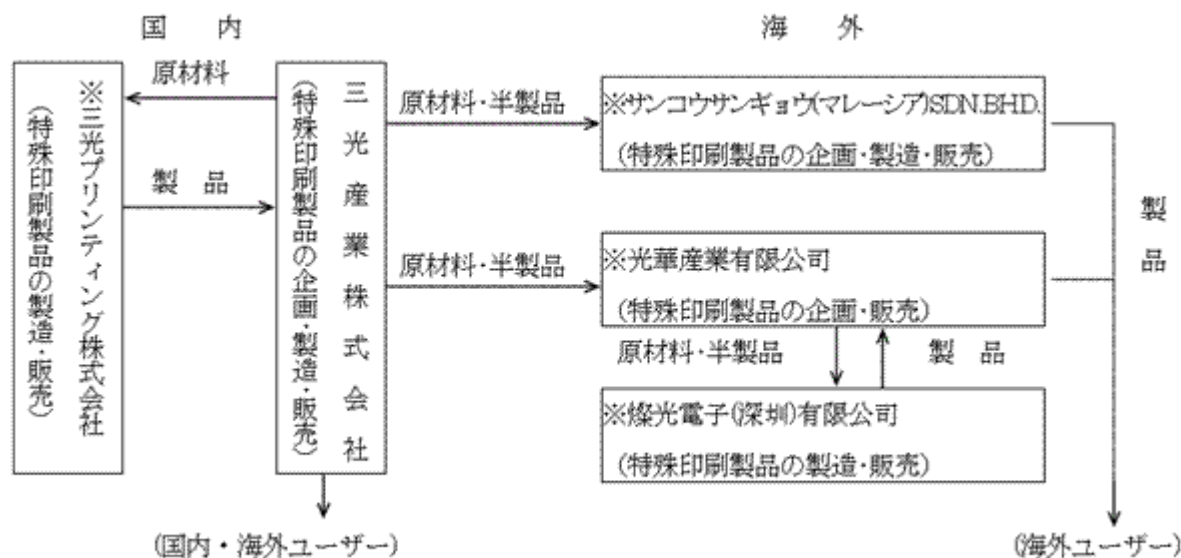 国　内
海　外
原材料
製　品
※三光プリンティング株式会社
(特殊印刷製品の製造・販売)
三光産業株式会社
(特殊印刷製品の企画・製造・販売)
原材料・半製品
※サンコウサンギョウ(マレーシア)SDN.BHD.
(特殊印刷製品の企画・製造・販売)
原材料・半製品
※光華産業有限公司
(特殊印刷製品の企画・販売)
原材料・半製品
製　品
※燦光電子(深圳)有限公司
(特殊印刷製品の製造・販売)
製品
(国内・海外ユーザー)
(海外ユーザー)